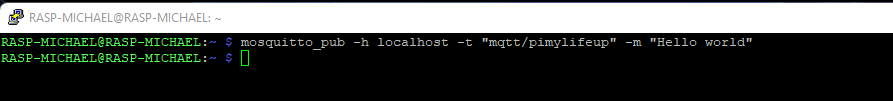 RASP-MICHAEL@RASP-MICHAEL: ~
RASP-MICHAEL@RASP-MICHAEL:~ $ mosquitto_pub -h localhost -t "mqtt/pimylifeup" -m "Hello world"
RASP-MICHAEL@RASP-MICHAEL:~ $